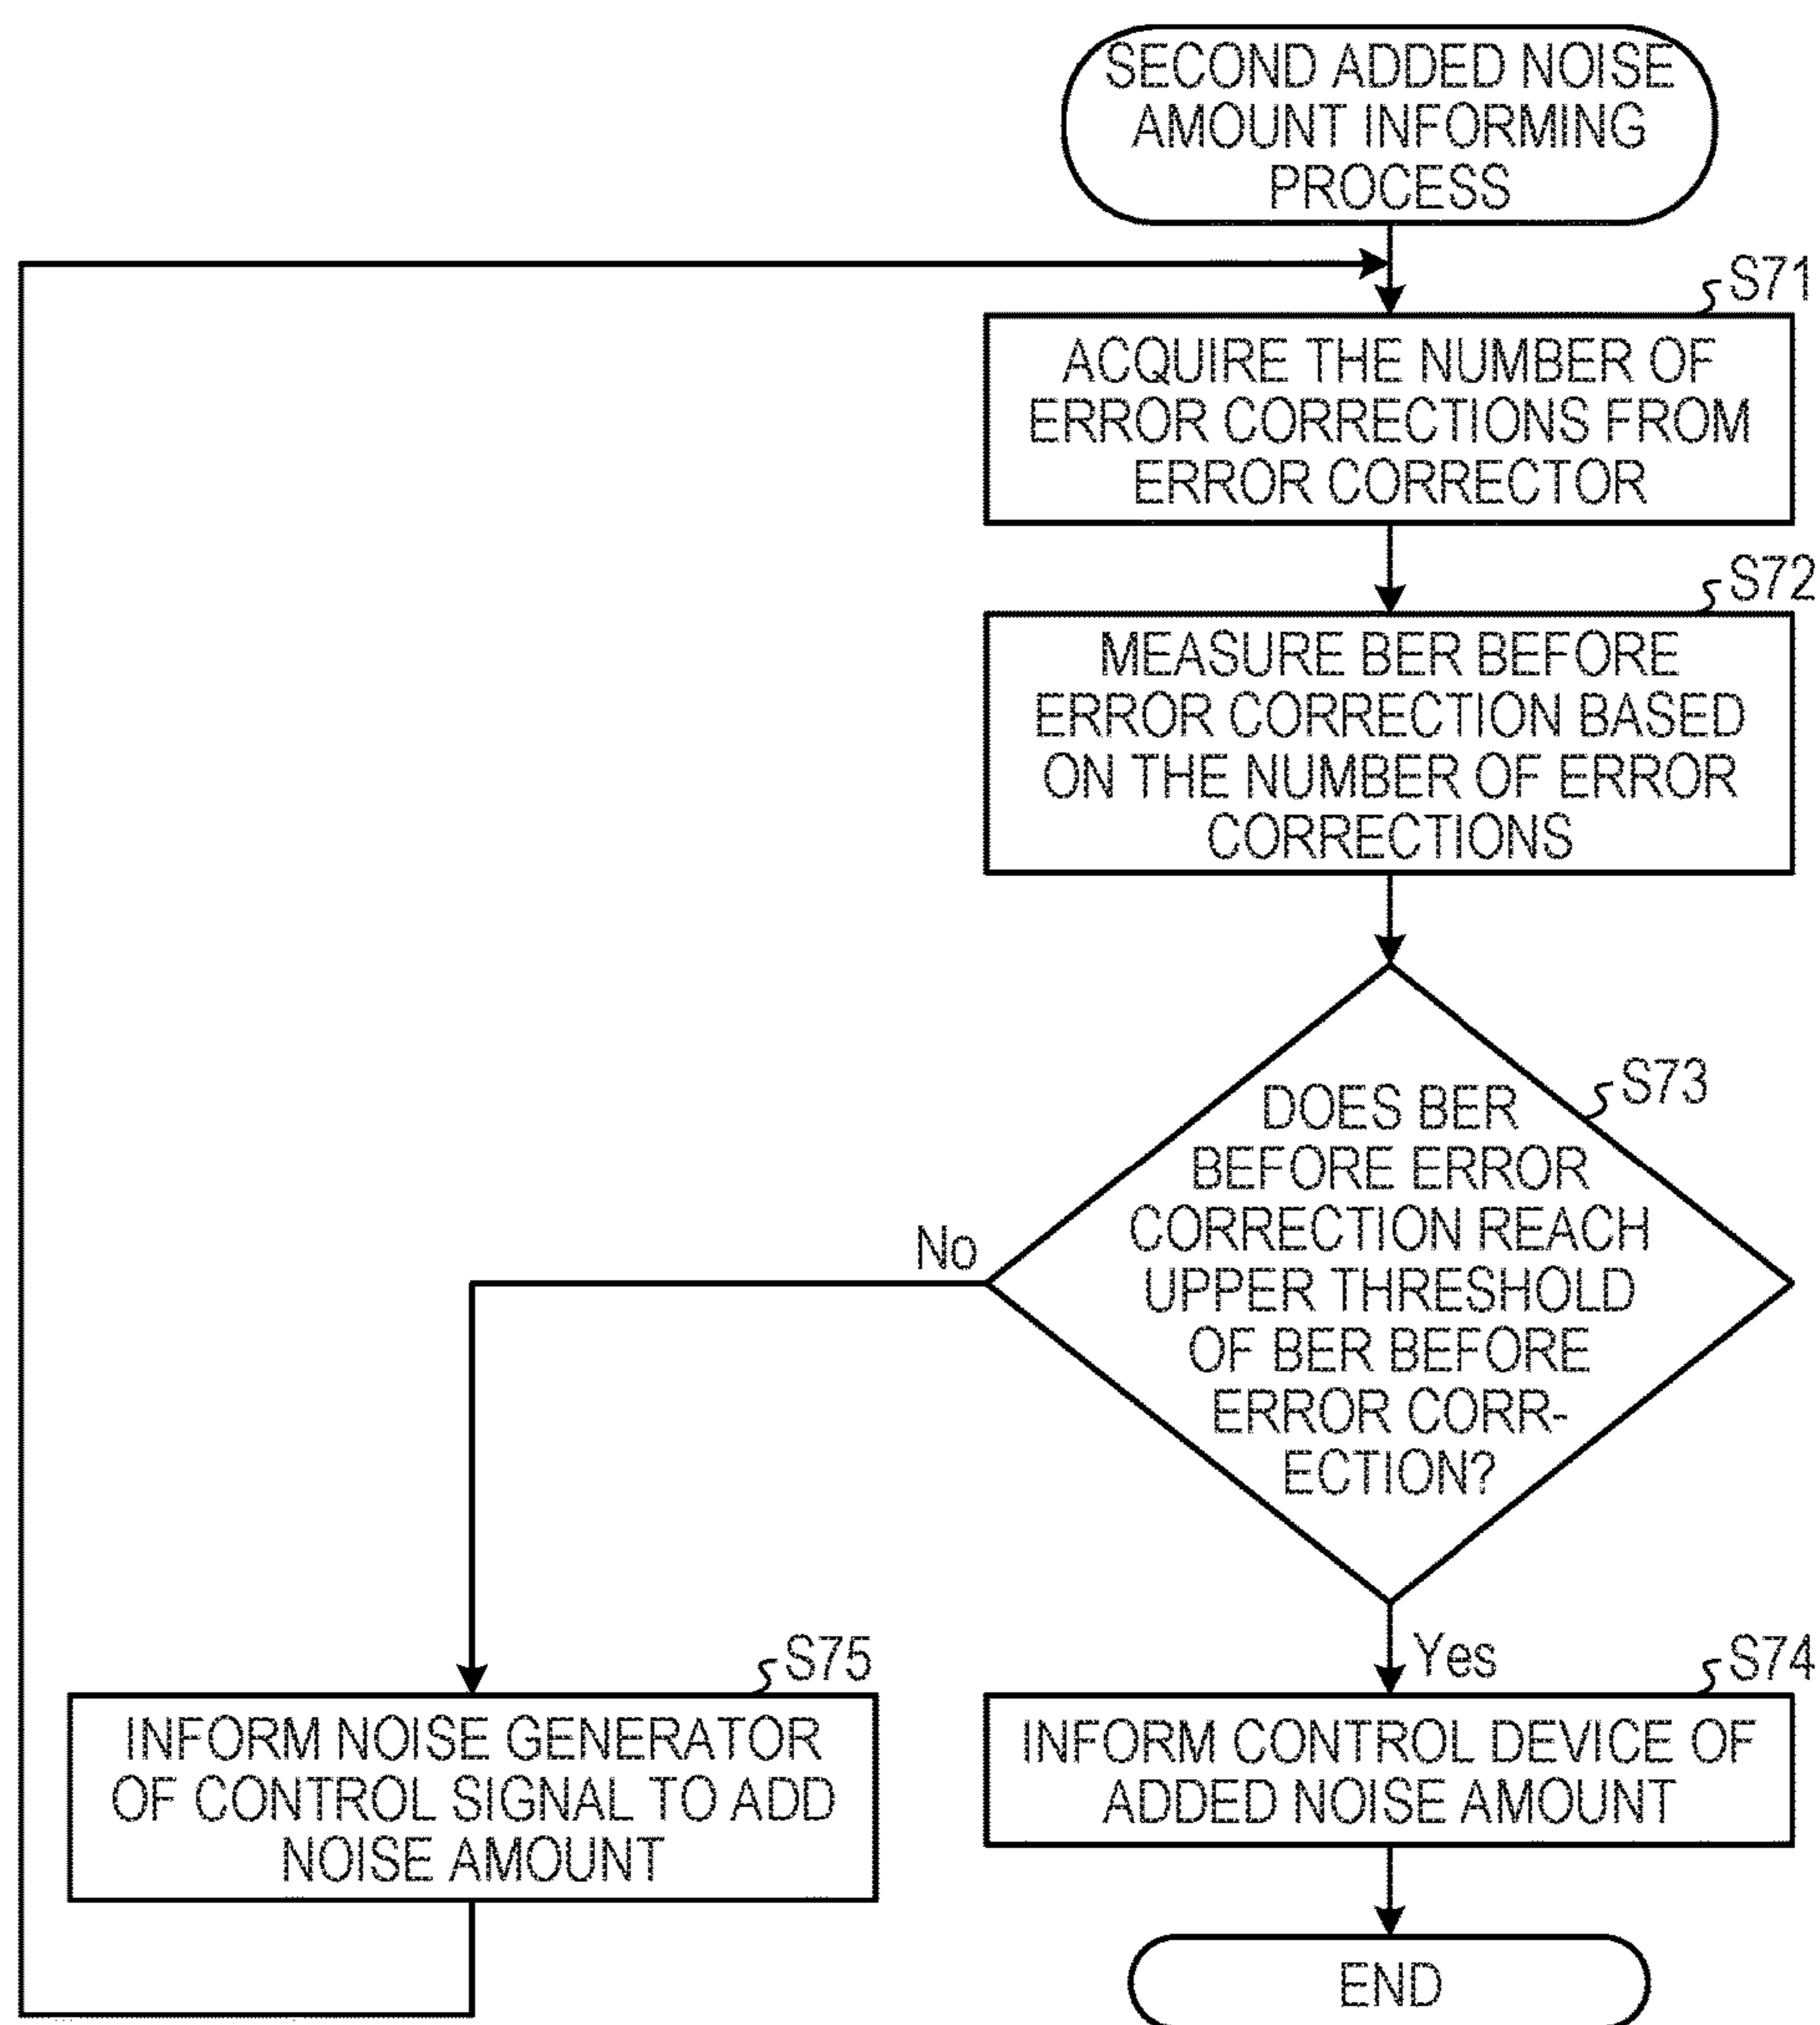 SECOND ADDED NOISE
AMOUNT INFORMING
PROCESS
S71
ACQUIRE THE NUMBER OF
ERROR CORRECTIONS FROM
ERROR CORRECTOR
S72
MEASURE BER BEFORE
ERROR CORRECTION BASED
ON THE NUMBER OF ERROR
CORRECTIONS
S73
DOES BER
BEFORE ERROR
CORRECTION REACH
UPPER THRESHOLD
OF BER BEFORE
ERROR CORR-
ECTION?
No
Yes
S75
INFORM NOISE GENERATOR
OF CONTROL SIGNAL TO ADD
NOISE AMOUNT
S74
INFORM CONTROL DEVICE OF
ADDED NOISE AMOUNT
END